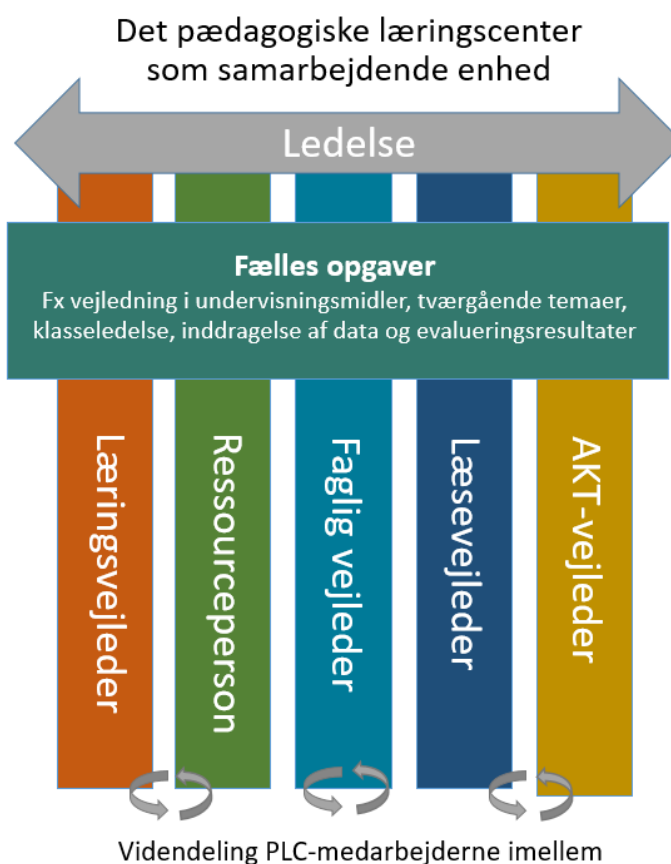 Det pædagogiske læringscenter
som samarbejdende enhed
Ledelse
Fælles opgaver
Fx vejledning i undervisningsmidler, tværgående temaer,
klasseledelse, inddragelse af data og evalueringsresultater
Læringsvejleder
Ressourceperson
Faglig vejleder
Læsevejleder
AKT-vejleder
Videndeling PLC-medarbejderne imellem